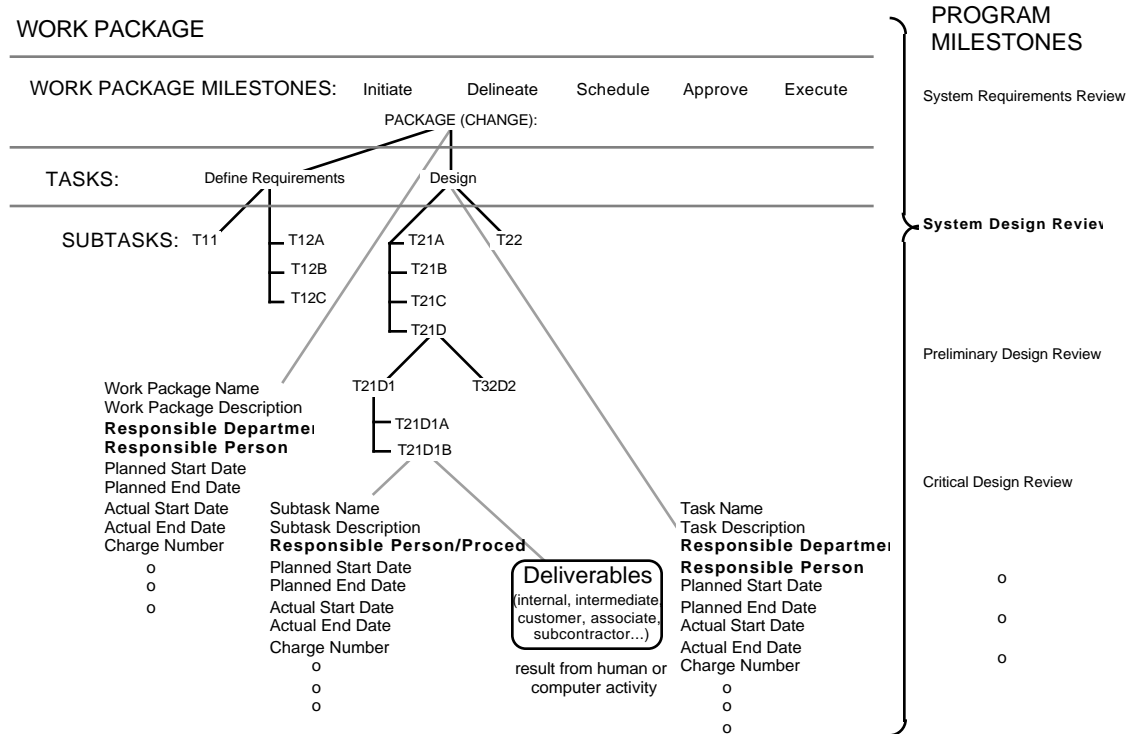 WORK PACKAGE
PROGRAM
MILESTONES
WORK PACKAGE MILESTONES: Initiate Delineate Schedule Approve Execute
System Requirements Review
PACKAGE (CHANGE):
TASKS: Define Requirements Design
System Design Review
SUBTASKS: T11 T12A T21A T22
T12B T21B
T12C T21C
T21D
Preliminary Design Review
T21D1 T32D2
T21D1A
T21D1B
Work Package Name
Work Package Description
Responsible Departmen
Responsible Person
Planned Start Date
Planned End Date
Actual Start Date
Actual End Date
Charge Number
o
o
o
Subtask Name
Subtask Description
Responsible Person/Proced
Planned Start Date
Planned End Date
Actual Start Date
Actual End Date
Charge Number
o
o
o
Deliverables
(internal, intermediate,
customer, associate,
subcontractor...)
result from human or
computer activity
Task Name
Task Description
Responsible Departmen
Responsible Person
Planned Start Date
Planned End Date
Actual Start Date
Actual End Date
Charge Number
o
o
o
Critical Design Review
o
o
o